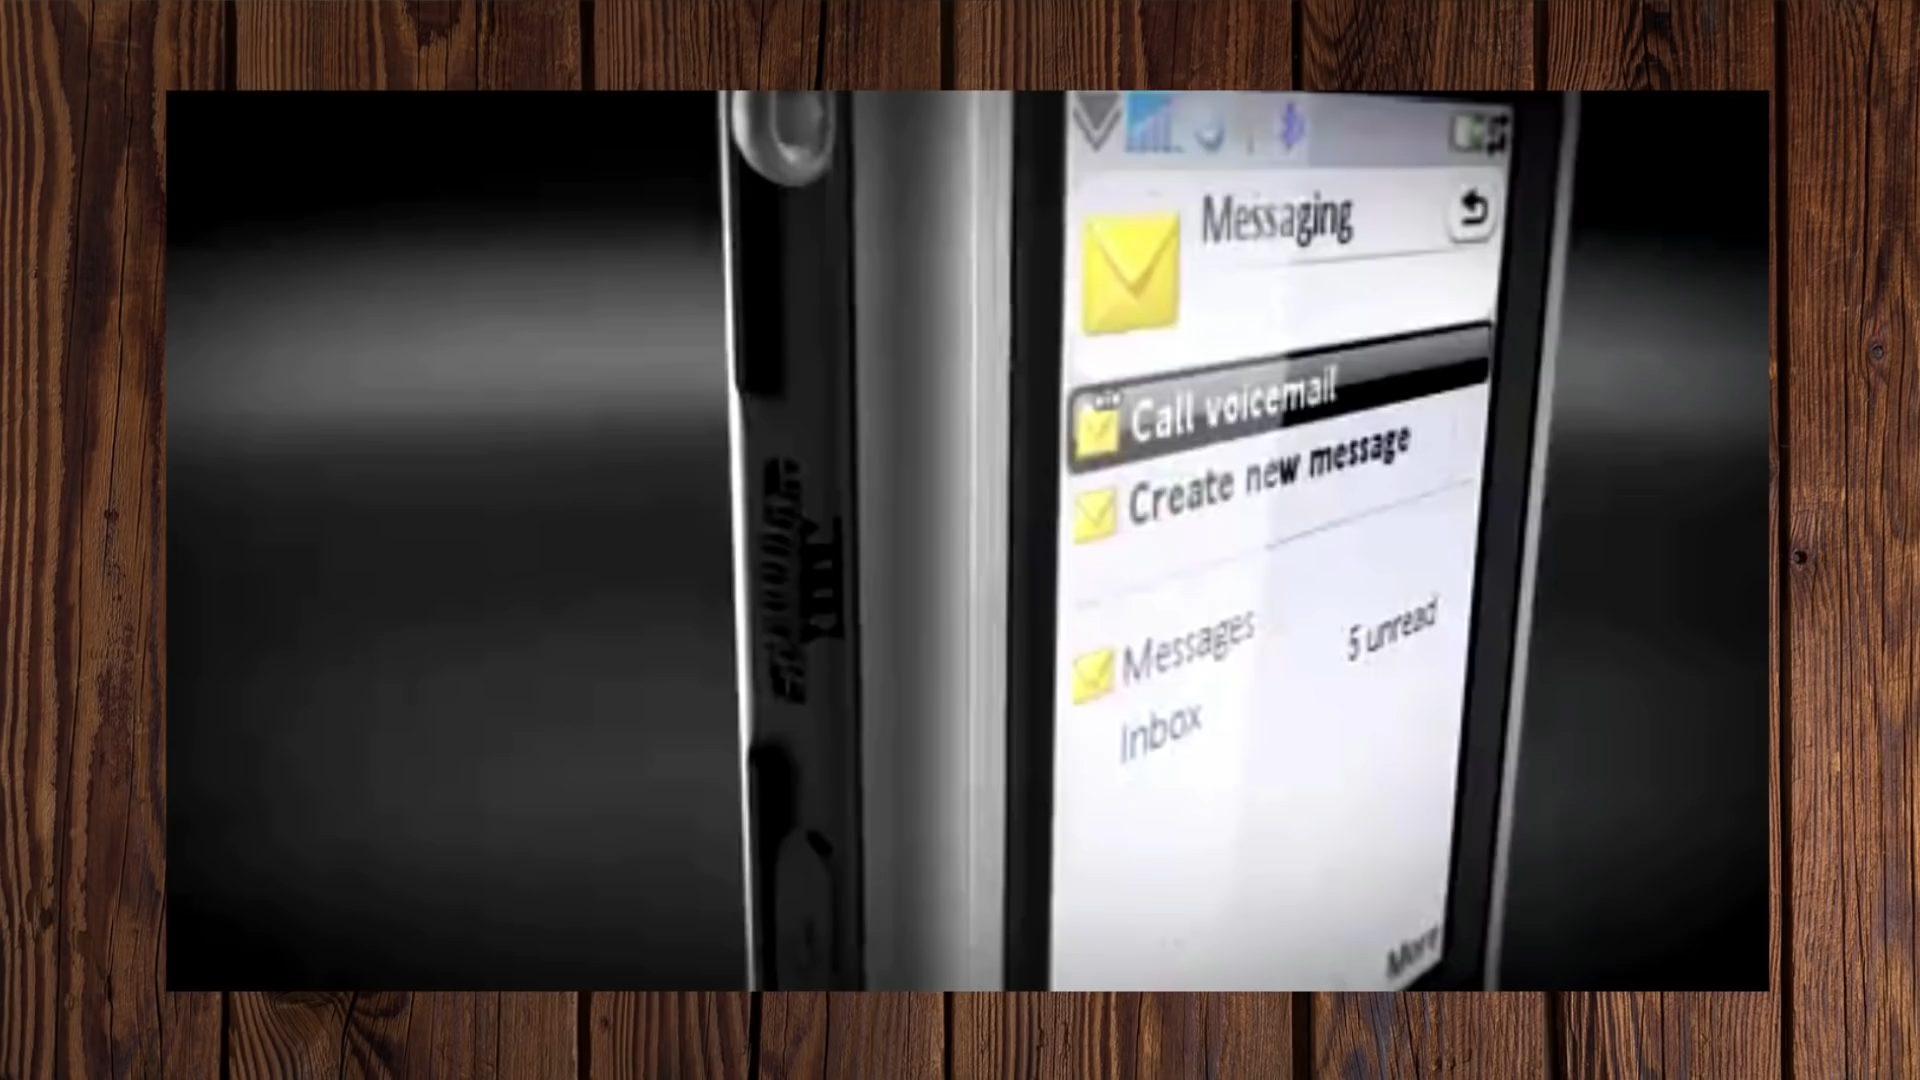 Messaging
Call voicemail
Create new message
Messages 5 unread
Inbox
More